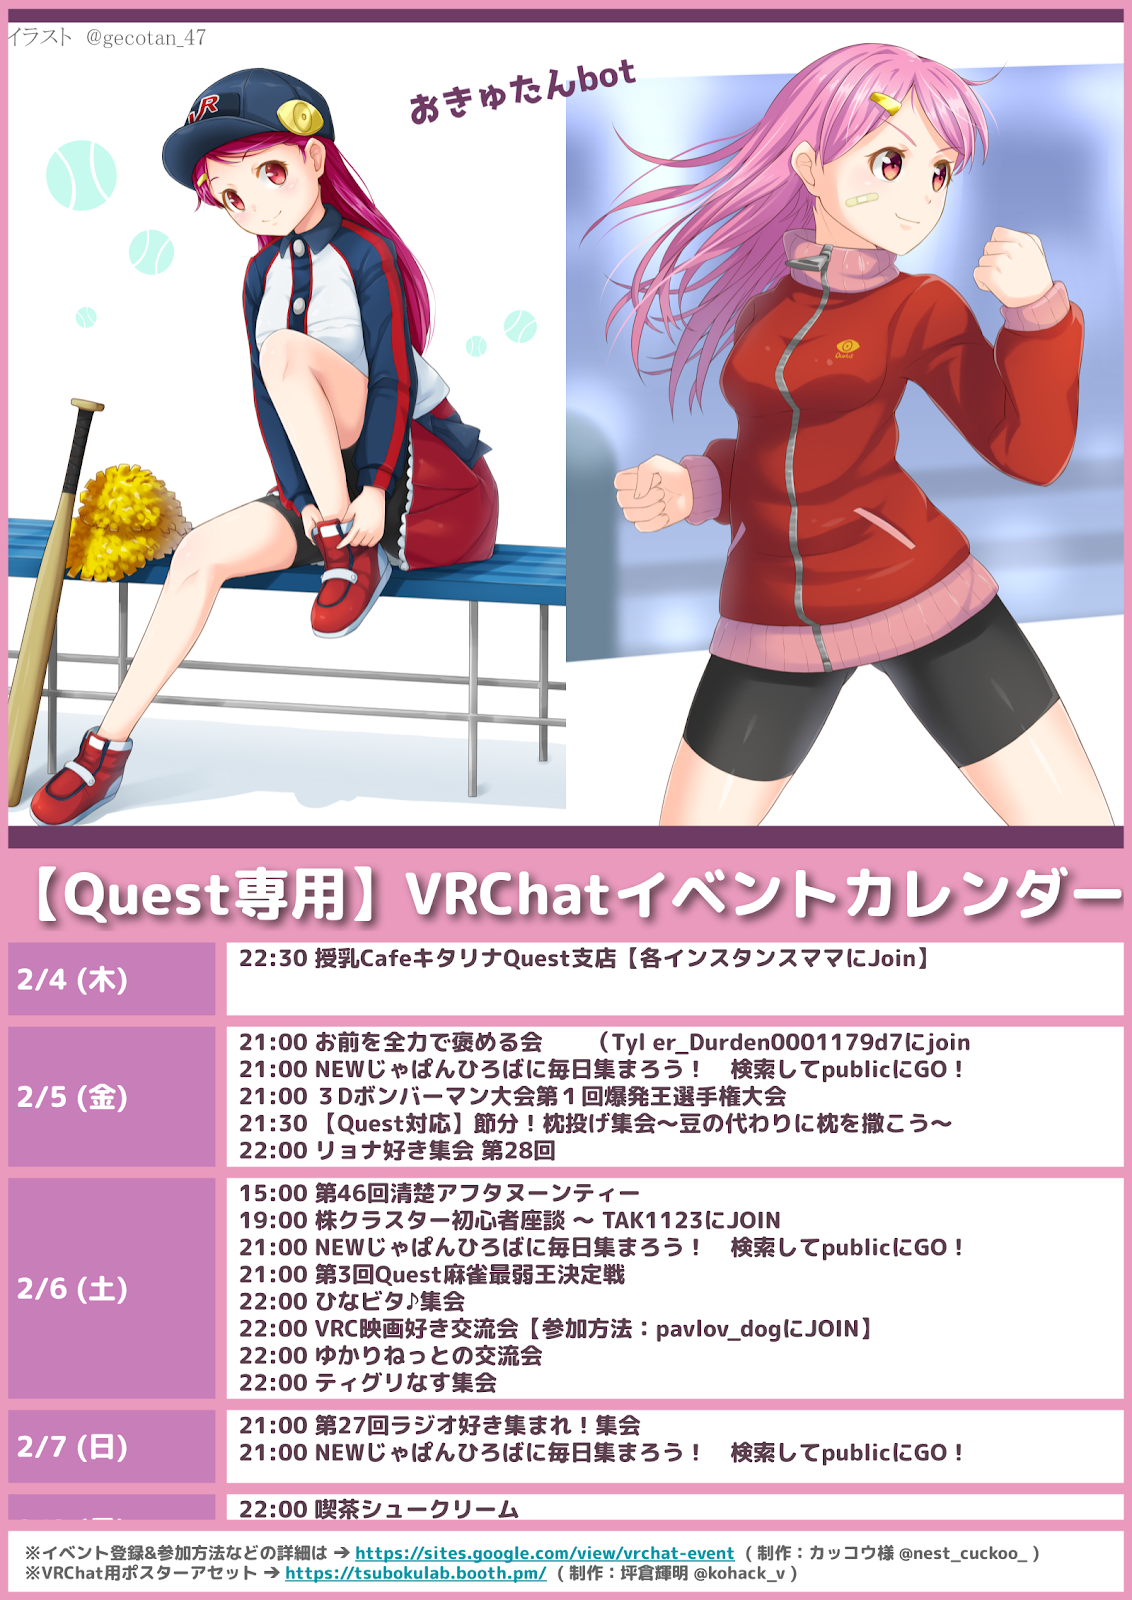 イラスト @gecotan_47
おきゅたんbot
VR
Quest
【Quest専用】VRChatイベントカレンダー
2/4 (木)
22:30 授乳CafeキタリナQuest支店【各インスタンスママにJoin】
2/5 (金)
21:00 お前を全力で褒める会　　（Tyl er_Durden0001179d7にjoin
21:00 NEWじゃぱんひろばに毎日集まろう！　検索してpublicにGO！
21:00 ３Dボンバーマン大会第１回爆発王選手権大会
21:30 【Quest対応】節分！枕投げ集会～豆の代わりに枕を撒こう～
22:00 リョナ好き集会 第28回
2/6 (土)
15:00 第46回清楚アフタヌーンティー
19:00 株クラスター初心者座談 ～ TAK1123にJOIN
21:00 NEWじゃぱんひろばに毎日集まろう！　検索してpublicにGO！
21:00 第3回Quest麻雀最弱王決定戦
22:00 ひなビタ♪集会
22:00 VRC映画好き交流会【参加方法：pavlov_dogにJOIN】
22:00 ゆかりねっとの交流会
22:00 ティグリなす集会
2/7 (日)
21:00 第27回ラジオ好き集まれ！集会
21:00 NEWじゃぱんひろばに毎日集まろう！　検索してpublicにGO！
22:00 喫茶シュークリーム
※イベント登録&参加方法などの詳細は → https://sites.google.com/view/vrchat-event （制作：カッコウ様 @nest_cuckoo_ ）
※VRChat用ポスターアセット → https://tsubokulab.booth.pm/ （制作：坪倉輝明 @kohack_v ）